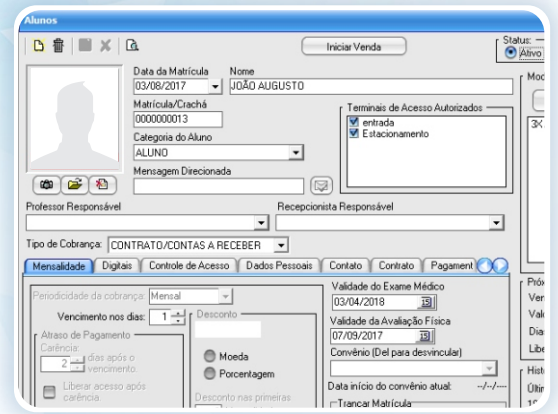 Alunos
Iniciar Venda
Status:
Ativo
Data da Matrícula
Nome
03/08/2017
JOÃO AUGUSTO
Matrícula/Crachá
0000000013
Terminais de Acesso Autorizados
entrada
Estacionamento
Categoria do Aluno
ALUNO
Mensagem Direcionada
Professor Responsável
Recepcionista Responsável
Tipo de Cobrança: CONTRATO/CONTAS A RECEBER
Mensalidade Digitais Controle de Acesso Dados Pessoais Contato Contrato Pagament
Periodicidade da cobrança: Mensal
Vencimento nos dias: 1
Desconto
Atraso de Pagamento
Carência:
2 dias após o vencimento.
Liberar acesso após carência
Moeda
Porcentagem
Desconto nas primeiras
Validade do Exame Médico
03/04/2018
Validade da Avaliação Física
07/09/2017
Convênio (Del para desvincular)
Data início do convênio atual: --/--/--
Trancar Matrícula